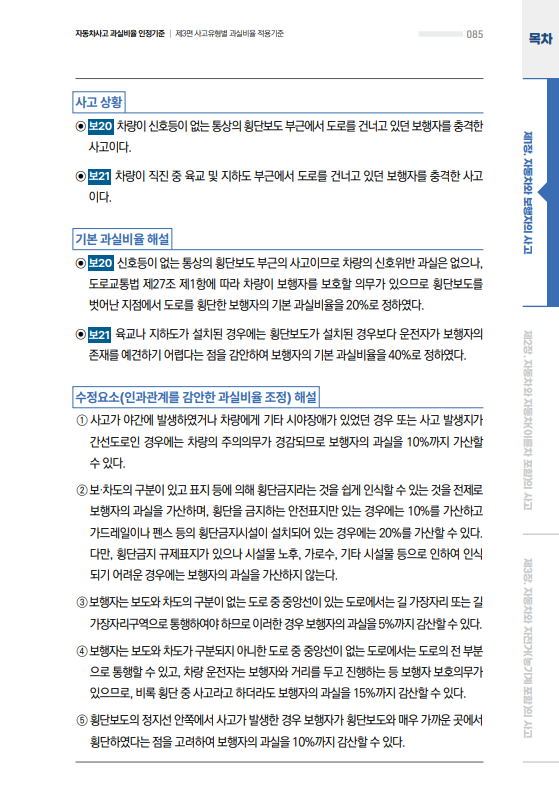 자동차사고 과실비율 인정기준 | 제3편 사고유형별 과실비율 적용기준
085
목차
사고 상황
◉ 보20 차량이 신호등이 없는 통상의 횡단보도 부근에서 도로를 건너고 있던 보행자를 충격한
사고이다.
◉ 보21 차량이 직진 중 육교 및 지하도 부근에서 도로를 건너고 있던 보행자를 충격한 사고
이다.
기본 과실비율 해설
◉ 보20 신호등이 없는 통상의 횡단보도 부근의 사고이므로 차량의 신호위반 과실은 없으나,
도로교통법 제27조 제1항에 따라 차량이 보행자를 보호할 의무가 있으므로 횡단보도를
벗어난 지점에서 도로를 횡단한 보행자의 기본 과실비율을 20%로 정하였다.
◉ 보21 육교나 지하도가 설치된 경우에는 횡단보도가 설치된 경우보다 운전자가 보행자의
존재를 예견하기 어렵다는 점을 감안하여 보행자의 기본 과실비율을 40%로 정하였다.
수정요소(인과관계를 감안한 과실비율 조정) 해설
① 사고가 야간에 발생하였거나 차량에게 기타 시야장애가 있었던 경우 또는 사고 발생지가
간선도로인 경우에는 차량의 주의의무가 경감되므로 보행자의 과실을 10%까지 가산할
수 있다.
② 보·차도의 구분이 있고 표지 등에 의해 횡단금지라는 것을 쉽게 인식할 수 있는 것을 전제로
보행자의 과실을 가산하며, 횡단을 금지하는 안전표지만 있는 경우에는 10%를 가산하고
가드레일이나 펜스 등의 횡단금지시설이 설치되어 있는 경우에는 20%를 가산할 수 있다.
다만, 횡단금지 규제표지가 있으나 시설물 노후, 가로수, 기타 시설물 등으로 인하여 인식
되기 어려운 경우에는 보행자의 과실을 가산하지 않는다.
③ 보행자는 보도와 차도의 구분이 없는 도로 중 중앙선이 있는 도로에서는 길 가장자리 또는 길
가장자리구역으로 통행하여야 하므로 이러한 경우 보행자의 과실을 5%까지 감산할 수 있다.
④ 보행자는 보도와 차도가 구분되지 아니한 도로 중 중앙선이 없는 도로에서는 도로의 전 부분
으로 통행할 수 있고, 차량 운전자는 보행자와 거리를 두고 진행하는 등 보행자 보호의무가
있으므로, 비록 횡단 중 사고라고 하더라도 보행자의 과실을 15%까지 감산할 수 있다.
⑤ 횡단보도의 정지선 안쪽에서 사고가 발생한 경우 보행자가 횡단보도와 매우 가까운 곳에서
횡단하였다는 점을 고려하여 보행자의 과실을 10%까지 감산할 수 있다.
제1장. 자동차와 보행자의 사고
제2장. 자동차와 자동차(이륜차 포함)의 사고
제3장. 자동차와 자전거(농기계 포함)의 사고